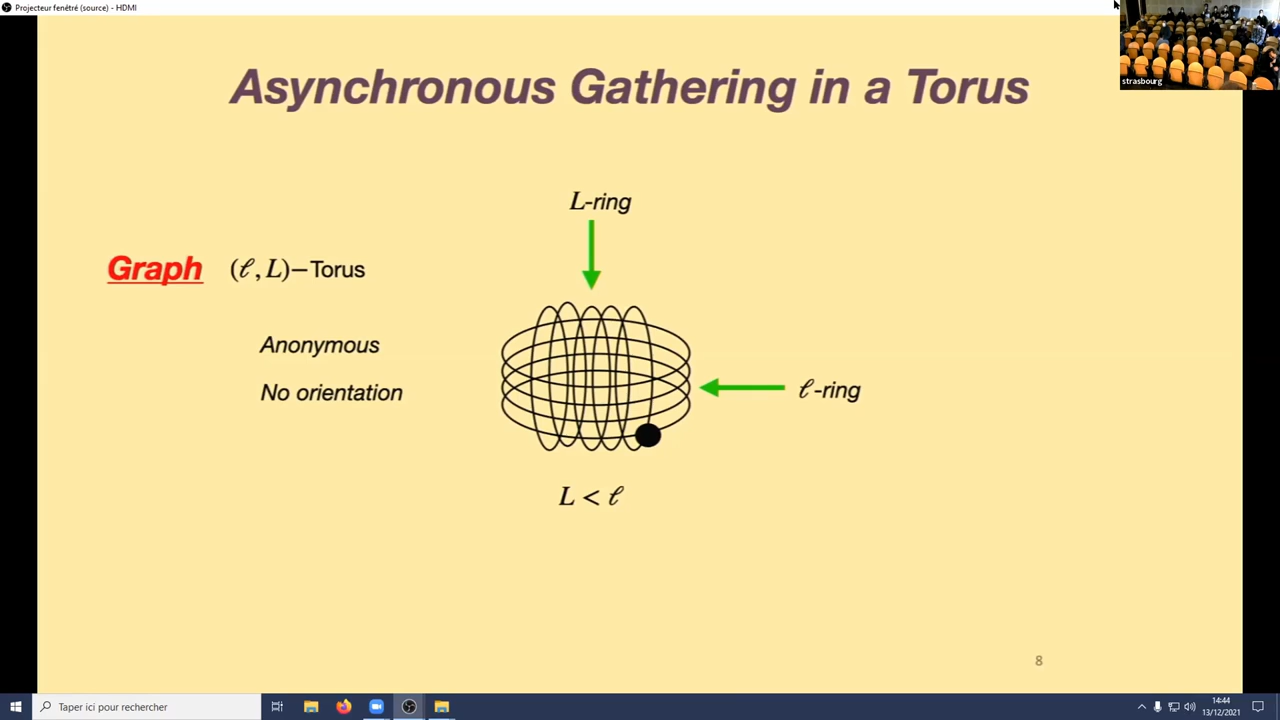 Projecteur fenêtré (source) - HDMI
strasbourg
Asynchronous Gathering in a Torus
L-ring
Graph (ℓ, L)–Torus
Anonymous
No orientation
ℓ-ring
L < ℓ
8
Taper ici pour rechercher
14:44
13/12/2021